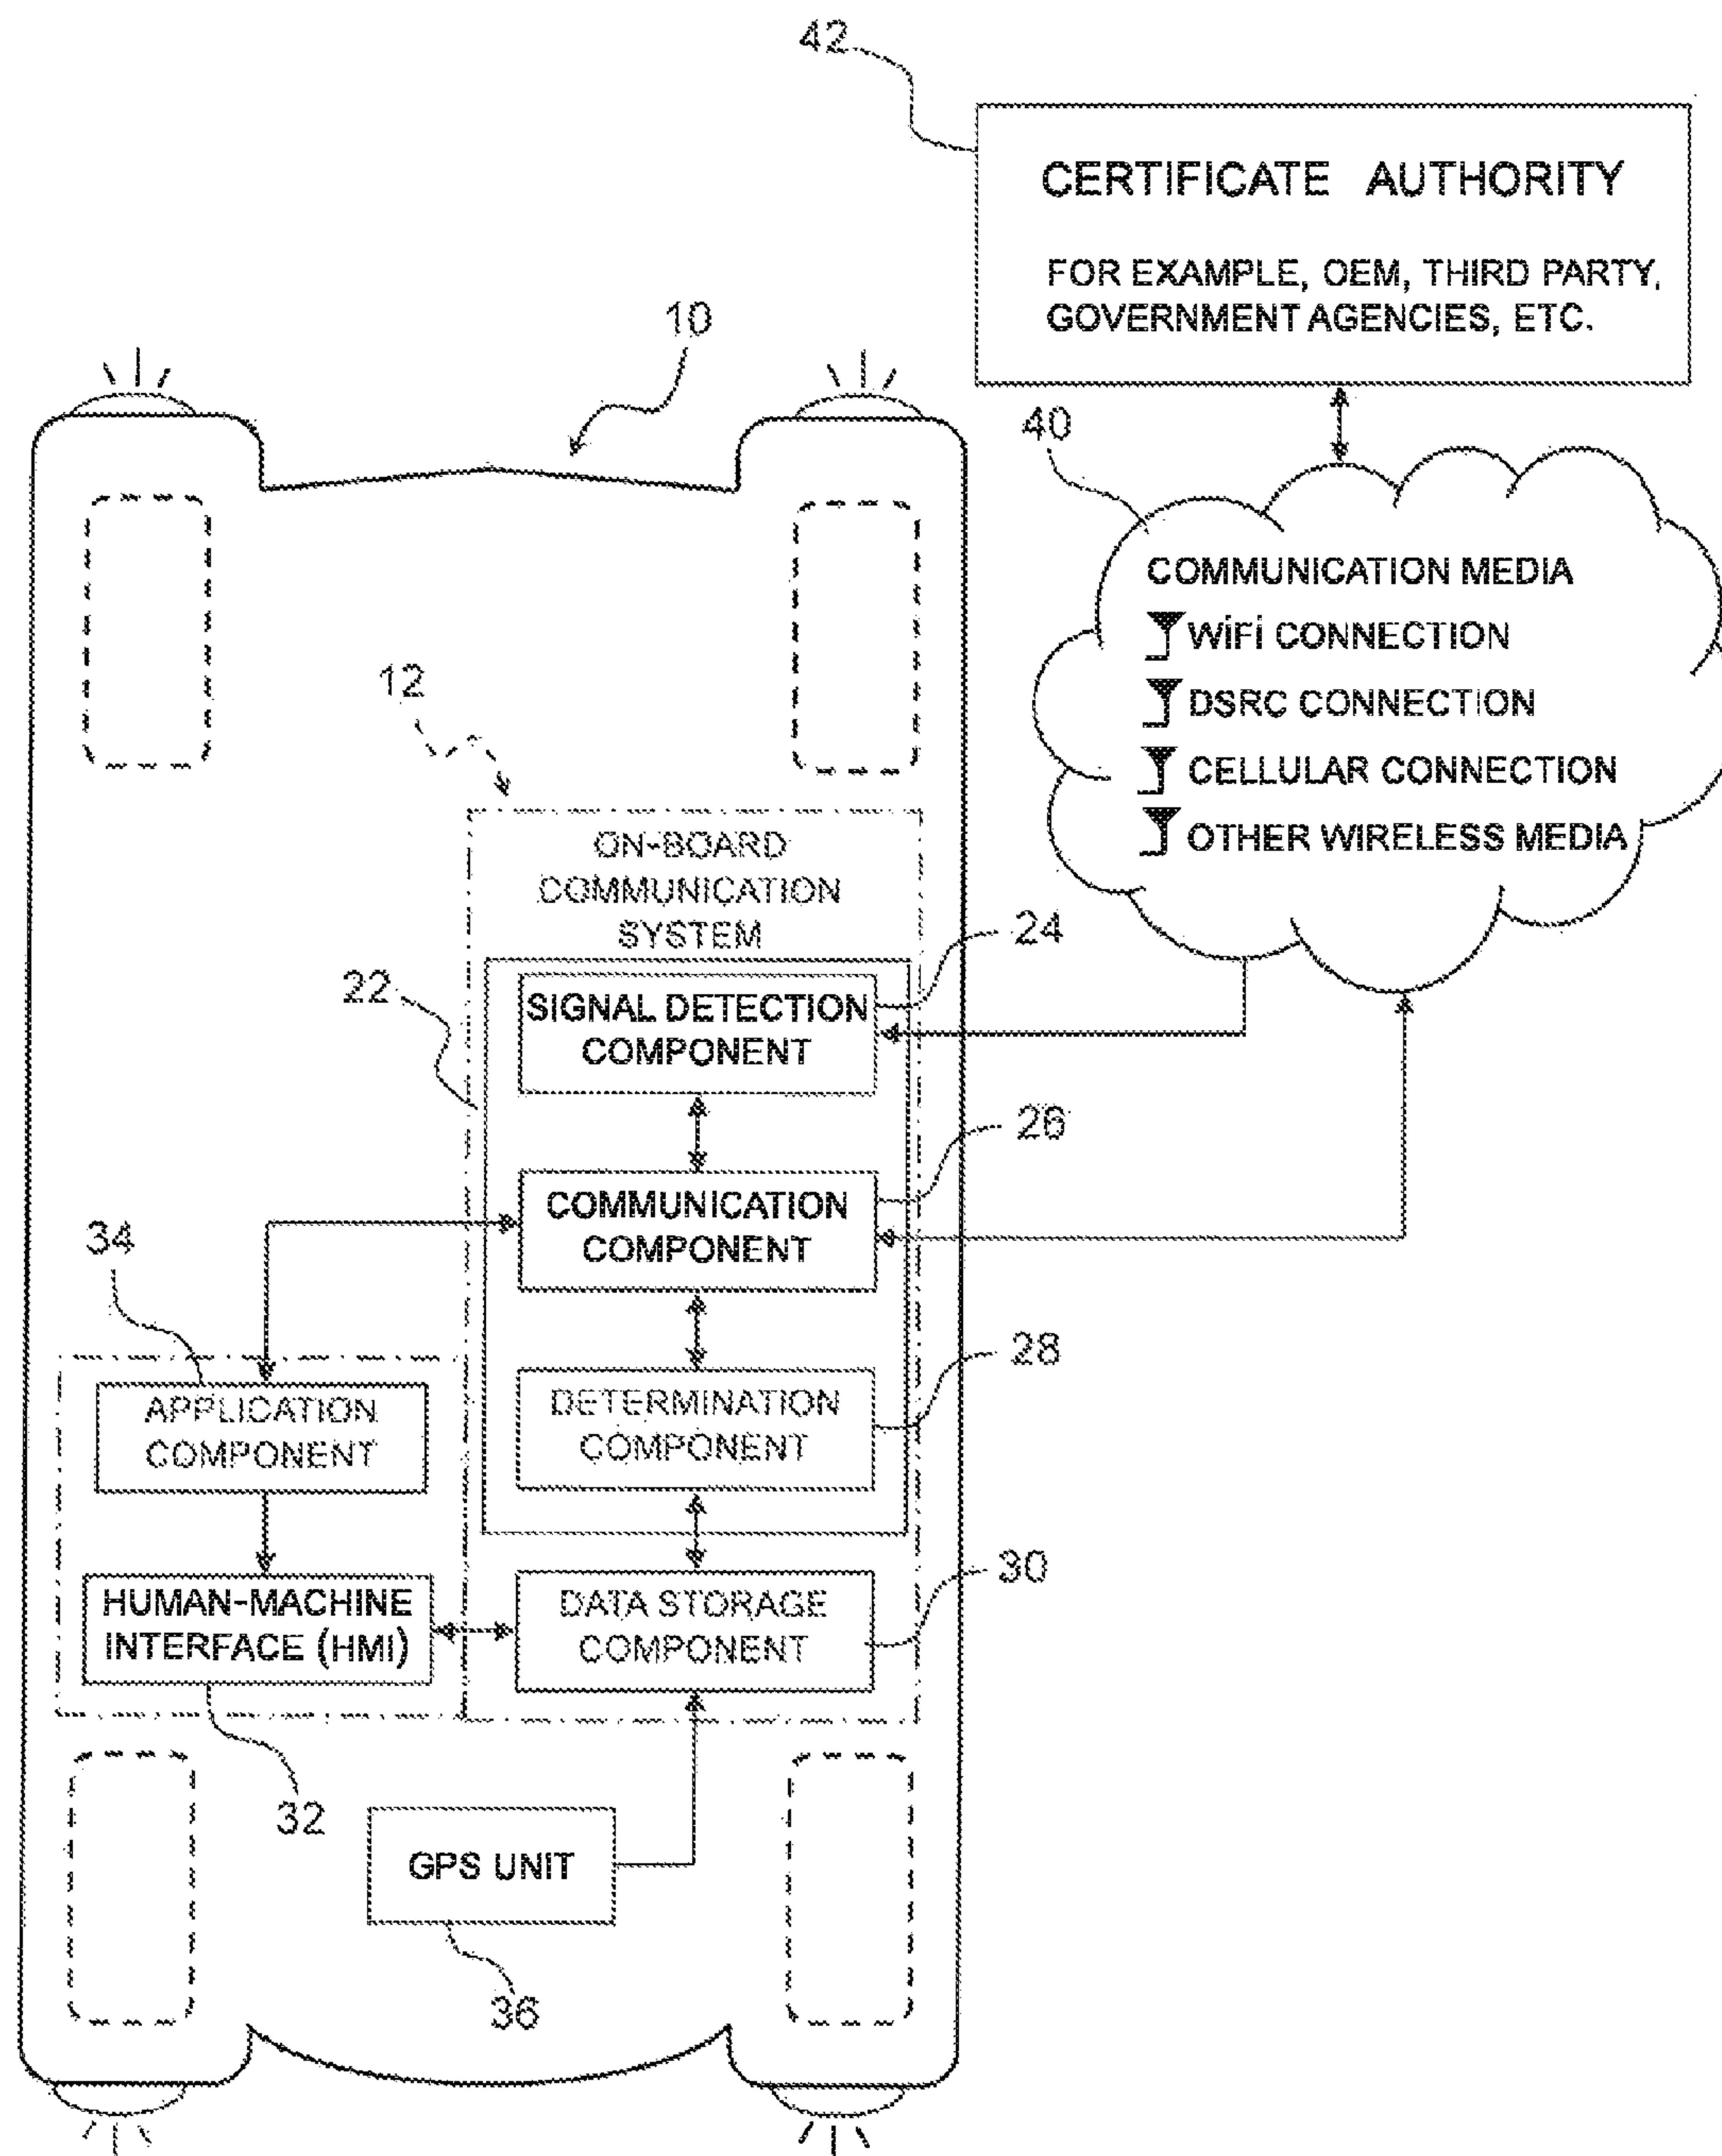 42
CERTIFICATE AUTHORITY
FOR EXAMPLE, OEM, THIRD PARTY,
GOVERNMENT AGENCIES, ETC.
10
40
COMMUNICATION MEDIA
WiFi CONNECTION
DSRC CONNECTION
CELLULAR CONNECTION
OTHER WIRELESS MEDIA
12
ON-BOARD
COMMUNICATION
SYSTEM
24
22
SIGNAL DETECTION
COMPONENT
26
COMMUNICATION
COMPONENT
34
28
DETERMINATION
COMPONENT
APPLICATION
COMPONENT
30
HUMAN-MACHINE
INTERFACE (HMI)
DATA STORAGE
COMPONENT
32
GPS UNIT
36